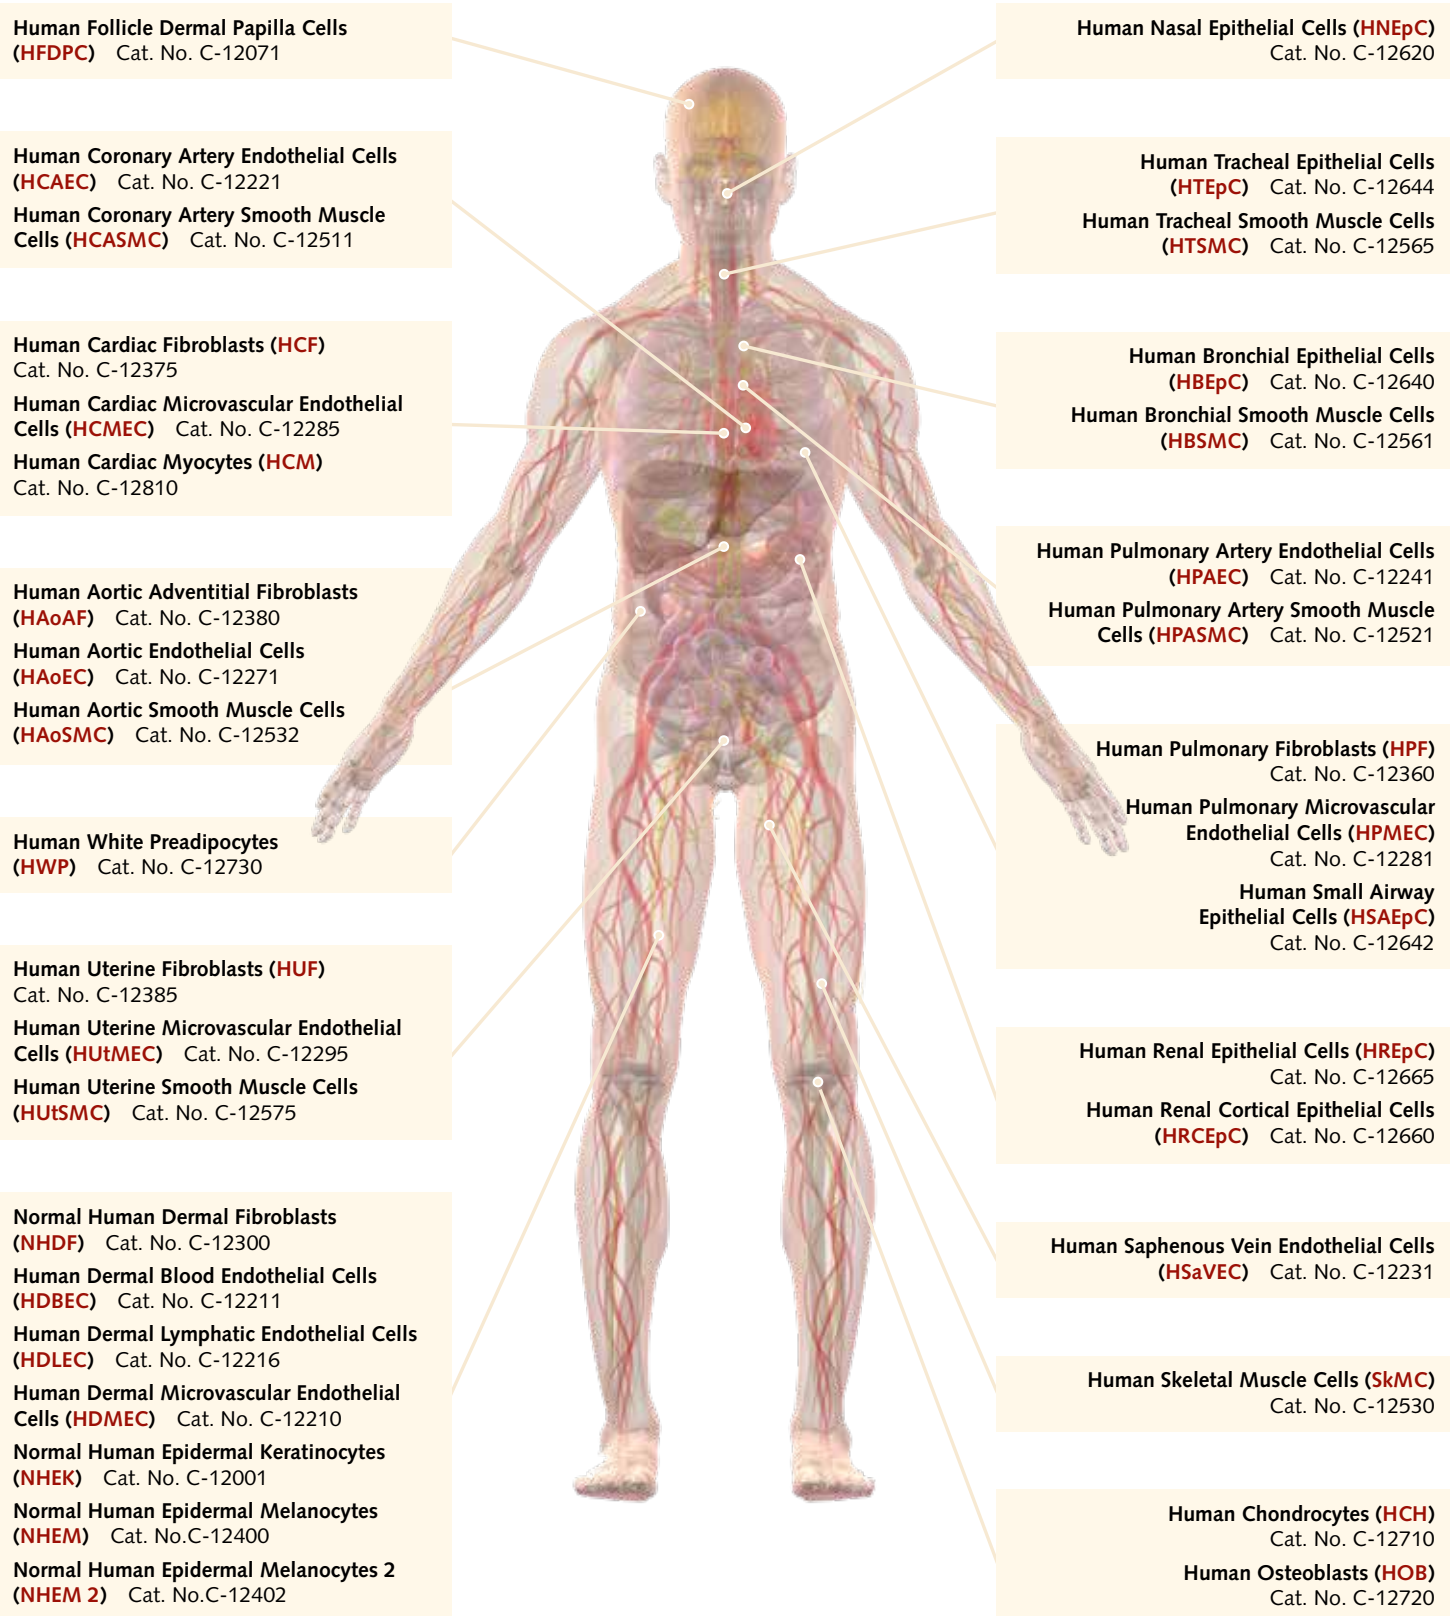 Human Follicle Dermal Papilla Cells
(HFDPC) Cat. No. C-12071
Human Coronary Artery Endothelial Cells
(HCAEC) Cat. No. C-12221
Human Coronary Artery Smooth Muscle
Cells (HCASMC) Cat. No. C-12511
Human Cardiac Fibroblasts (HCF)
Cat. No. C-12375
Human Cardiac Microvascular Endothelial
Cells (HCMEC) Cat. No. C-12285
Human Cardiac Myocytes (HCM)
Cat. No. C-12810
Human Aortic Adventitial Fibroblasts
(HAoAF) Cat. No. C-12380
Human Aortic Endothelial Cells
(HAoEC) Cat. No. C-12271
Human Aortic Smooth Muscle Cells
(HAoSMC) Cat. No. C-12532
Human White Preadipocytes
(HWP) Cat. No. C-12730
Human Uterine Fibroblasts (HUF)
Cat. No. C-12385
Human Uterine Microvascular Endothelial
Cells (HUtMEC) Cat. No. C-12295
Human Uterine Smooth Muscle Cells
(HUtSMC) Cat. No. C-12575
Normal Human Dermal Fibroblasts
(NHDF) Cat. No. C-12300
Human Dermal Blood Endothelial Cells
(HDBEC) Cat. No. C-12211
Human Dermal Lymphatic Endothelial Cells
(HDLEC) Cat. No. C-12216
Human Dermal Microvascular Endothelial
Cells (HDMEC) Cat. No. C-12210
Normal Human Epidermal Keratinocytes
(NHEK) Cat. No. C-12001
Normal Human Epidermal Melanocytes
(NHEM) Cat. No.C-12400
Normal Human Epidermal Melanocytes 2
(NHEM 2) Cat. No.C-12402
Human Nasal Epithelial Cells (HNEpC)
Cat. No. C-12620
Human Tracheal Epithelial Cells
(HTEpC) Cat. No. C-12644
Human Tracheal Smooth Muscle Cells
(HTSMC) Cat. No. C-12565
Human Bronchial Epithelial Cells
(HBEpC) Cat. No. C-12640
Human Bronchial Smooth Muscle Cells
(HBSMC) Cat. No. C-12561
Human Pulmonary Artery Endothelial Cells
(HPAEC) Cat. No. C-12241
Human Pulmonary Artery Smooth Muscle
Cells (HPASMC) Cat. No. C-12521
Human Pulmonary Fibroblasts (HPF)
Cat. No. C-12360
Human Pulmonary Microvascular
Endothelial Cells (HPMEC)
Cat. No. C-12281
Human Small Airway
Epithelial Cells (HSAEpC)
Cat. No. C-12642
Human Renal Epithelial Cells (HREpC)
Cat. No. C-12665
Human Renal Cortical Epithelial Cells
(HRCEpC) Cat. No. C-12660
Human Saphenous Vein Endothelial Cells
(HSaVEC) Cat. No. C-12231
Human Skeletal Muscle Cells (SkMC)
Cat. No. C-12530
Human Chondrocytes (HCH)
Cat. No. C-12710
Human Osteoblasts (HOB)
Cat. No. C-12720